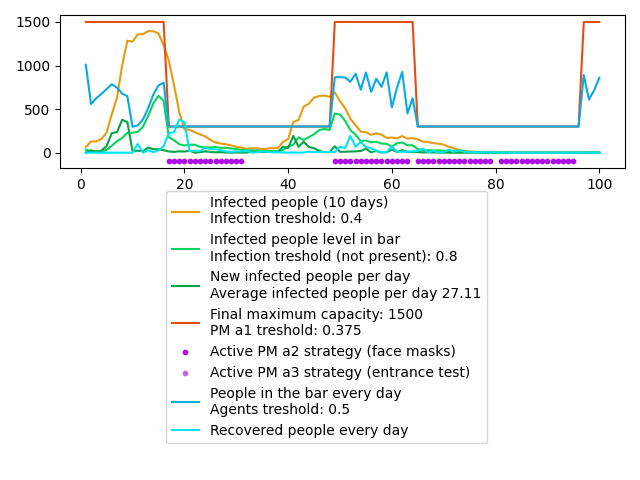 1500
1000
500
0
0 20 40 60 80 100
Infected people (10 days)
Infection treshold: 0.4
Infected people level in bar
Infection treshold (not present): 0.8
New infected people per day
Average infected people per day 27.11
Final maximum capacity: 1500
PM a1 treshold: 0.375
Active PM a2 strategy (face masks)
Active PM a3 strategy (entrance test)
People in the bar every day
Agents treshold: 0.5
Recovered people every day